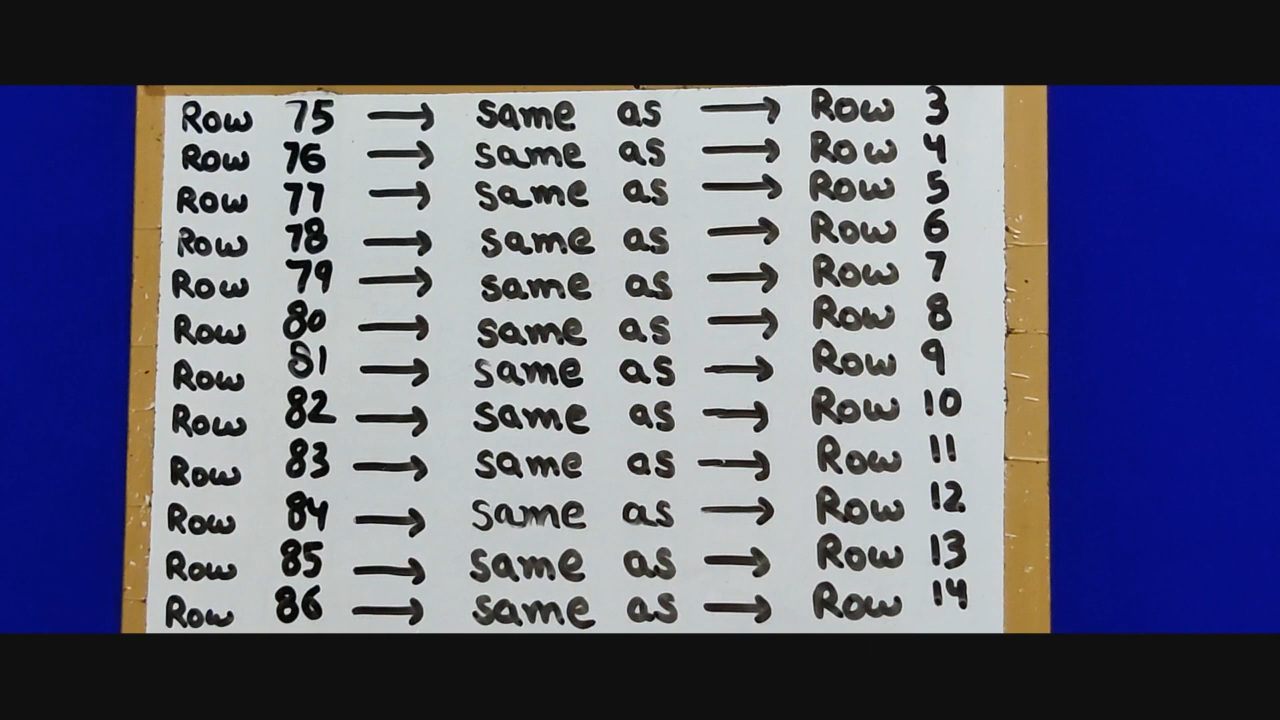 Row 75 → same as → Row 3
Row 76 → same as → Row 4
Row 77 → same as → Row 5
Row 78 → same as → Row 6
Row 79 → same as → Row 7
Row 80 → same as → Row 8
Row 81 → same as → Row 9
Row 82 → same as → Row 10
Row 83 → same as → Row 11
Row 84 → same as → Row 12
Row 85 → same as → Row 13
Row 86 → same as → Row 14